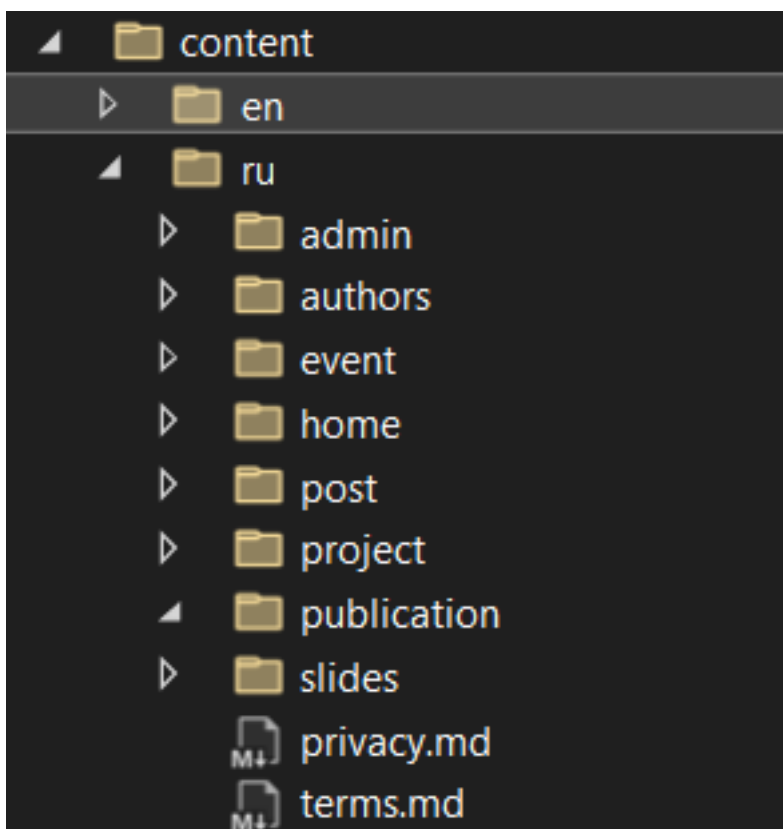 content
en
ru
admin
authors
event
home
post
project
publication
slides
M↓ privacy.md
M↓ terms.md